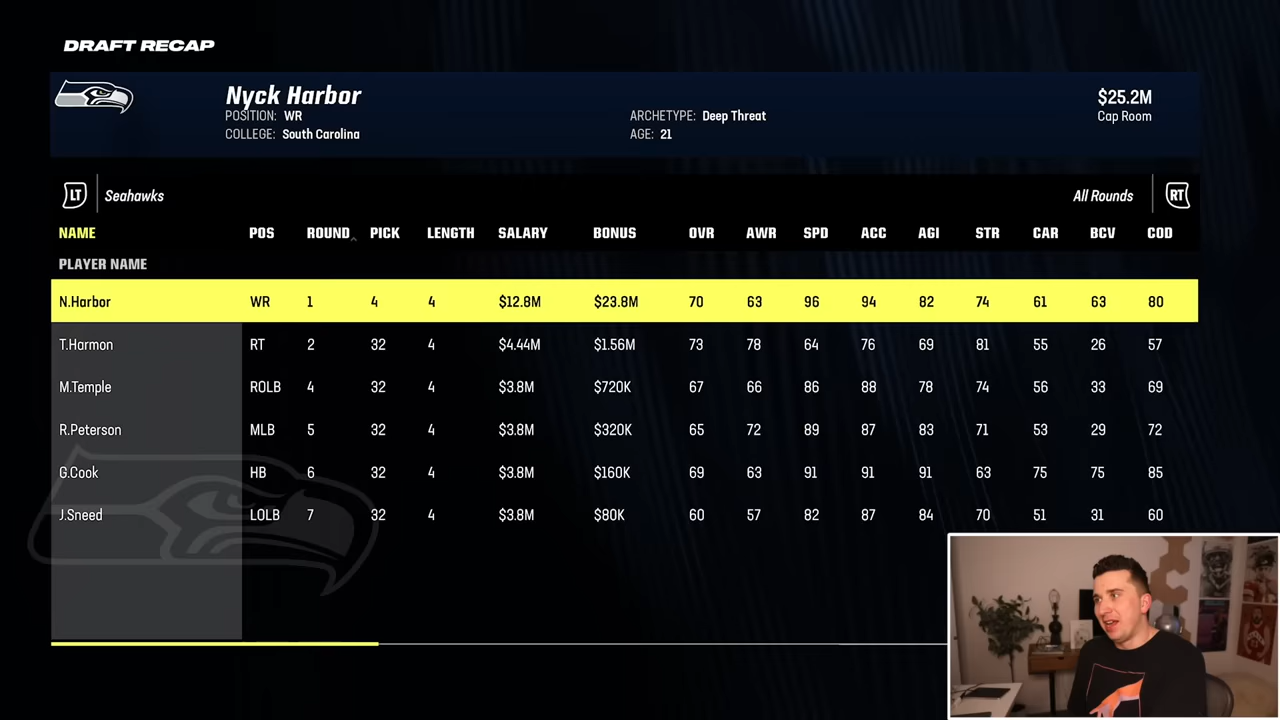 DRAFT RECAP
Nyck Harbor
POSITION: WR
COLLEGE: South Carolina
ARCHETYPE: Deep Threat
AGE: 21
$25.2M
Cap Room
LT Seahawks All Rounds RT
NAME POS ROUND PICK LENGTH SALARY BONUS OVR AWR SPD ACC AGI STR CAR BCV COD
PLAYER NAME
N.Harbor WR 1 4 4 $12.8M $23.8M 70 63 96 94 82 74 61 63 80
T.Harmon RT 2 32 4 $4.44M $1.56M 73 78 64 76 69 81 55 26 57
M.Temple ROLB 4 32 4 $3.8M $720K 67 66 86 88 78 74 56 33 69
R.Peterson MLB 5 32 4 $3.8M $320K 65 72 89 87 83 71 53 29 72
G.Cook HB 6 32 4 $3.8M $160K 69 63 91 91 91 63 75 75 85
J.Sneed LOLB 7 32 4 $3.8M $80K 60 57 82 87 84 70 51 31 60